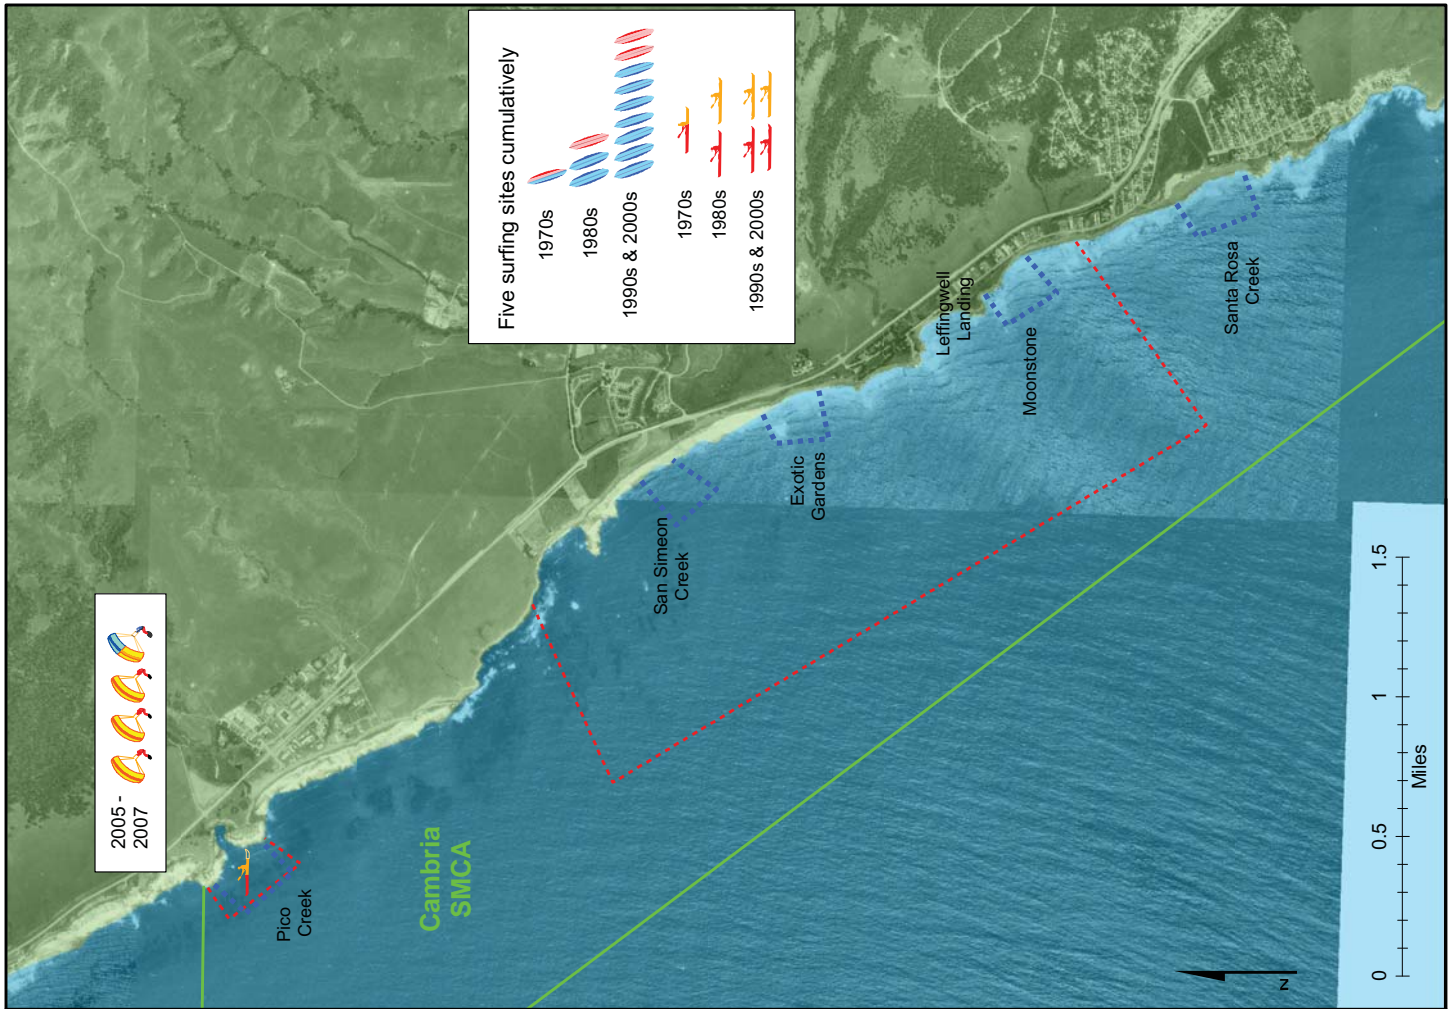 Five surfing sites cumulatively
1970s
1980s
1990s & 2000s
1970s
1980s
1990s & 2000s
2005 -
2007
Pico
Creek
Cambria
SMCA
San Simeon
Creek
Exotic
Gardens
Leffingwell
Landing
Moonstone
Santa Rosa
Creek
0
0.5
1
1.5
Miles
N